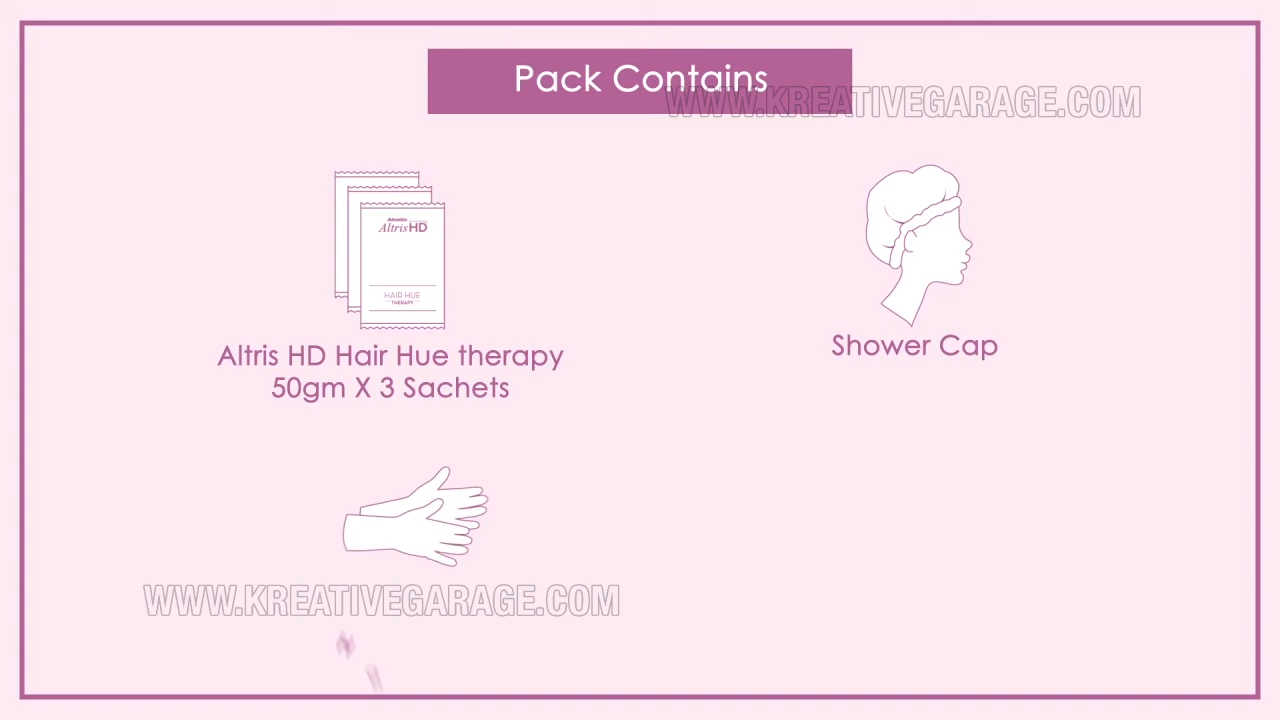 Pack Contains
WWW.KREATIVEGARAGE.COM
Alembic
Altris HD
HAIR HUE
THERAPY
Altris HD Hair Hue therapy
50gm X 3 Sachets
Shower Cap
WWW.KREATIVEGARAGE.COM